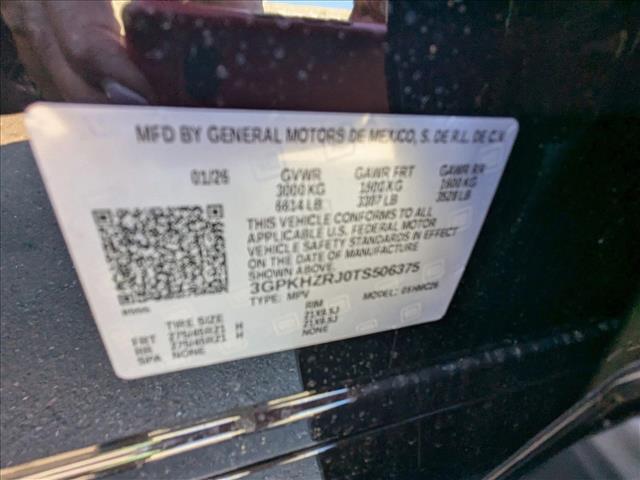 MFD BY GENERAL MOTORS DE MEXICO, S. DE R.L. DE C.V.
01/26 GVWR GAWR FRT GAWR RR
3000 KG 1500 KG 1600 KG
6614 LB 3307 LB 3528 LB
THIS VEHICLE CONFORMS TO ALL
APPLICABLE U.S. FEDERAL MOTOR
VEHICLE SAFETY STANDARDS IN EFFECT
ON THE DATE OF MANUFACTURE
SHOWN ABOVE.
3GPKHZRJ0TS506375
TYPE: MPV MODEL:
TIRE SIZE RIM
FRT 275/45R21 H 21X9.5J
RR 275/45R21 H 21X9.5J
SPA NONE NONE